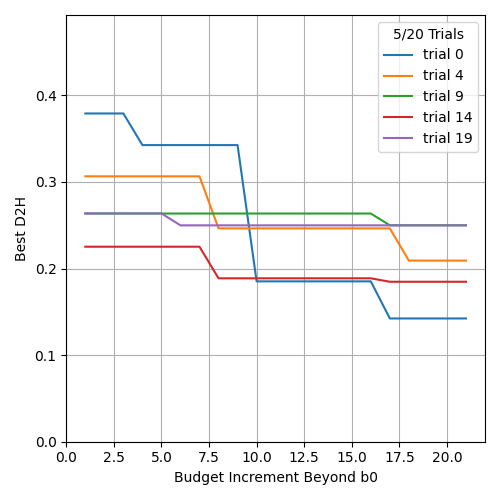 5/20 Trials
trial 0
trial 4
trial 9
trial 14
trial 19
Best D2H
0.4
0.3
0.2
0.1
0.0
0.0 2.5 5.0 7.5 10.0 12.5 15.0 17.5 20.0
Budget Increment Beyond b0